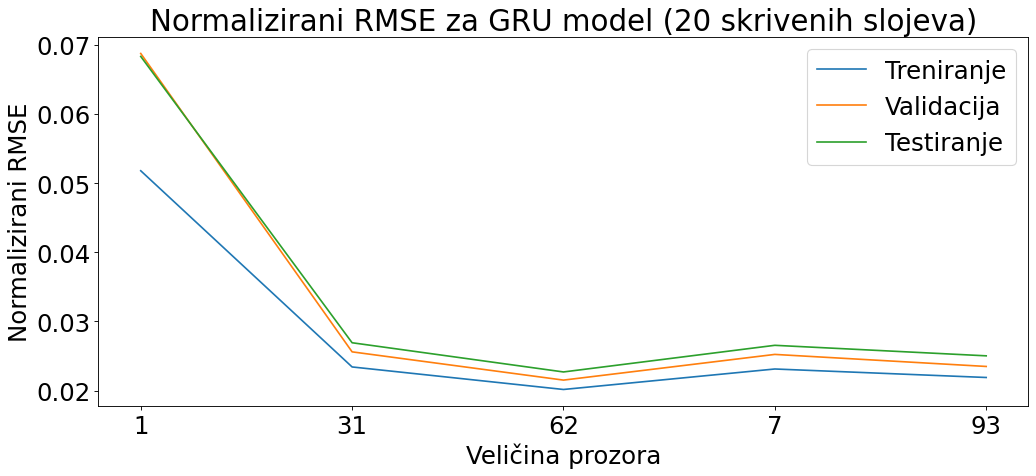 Normalizirani RMSE za GRU model (20 skrivenih slojeva)
Normalizirani RMSE
0.07
0.06
0.05
0.04
0.03
0.02
Treniranje
Validacija
Testiranje
1 31 62 7 93
Veličina prozora